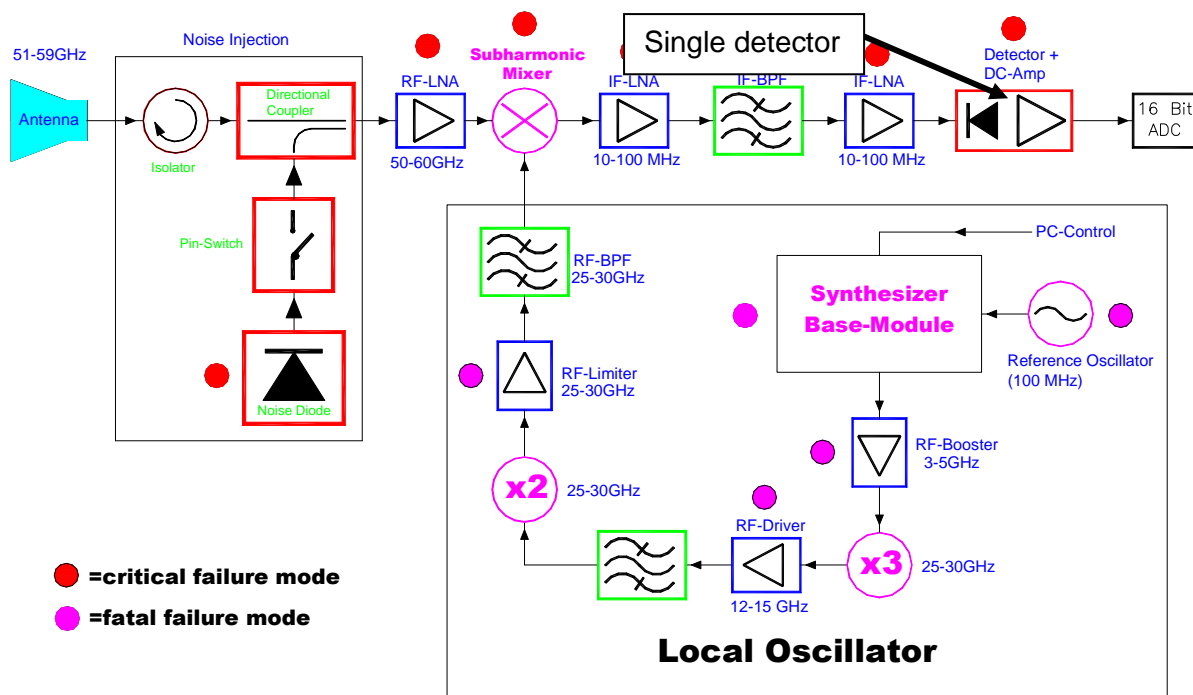 51-59GHz
Antenna
Noise Injection
Isolator
Directional
Coupler
Pin-Switch
Noise Diode
RF-LNA
50-60GHz
Subharmonic
Mixer
Single detector
IF-LNA
10-100 MHz
IF-BPF
IF-LNA
10-100 MHz
Detector +
DC-Amp
16 Bit
ADC
PC-Control
Synthesizer
Base-Module
Reference Oscillator
(100 MHz)
RF-BPF
25-30GHz
RF-Limiter
25-30GHz
RF-Booster
3-5GHz
x2
25-30GHz
RF-Driver
12-15 GHz
x3
25-30GHz
=critical failure mode
=fatal failure mode
Local Oscillator